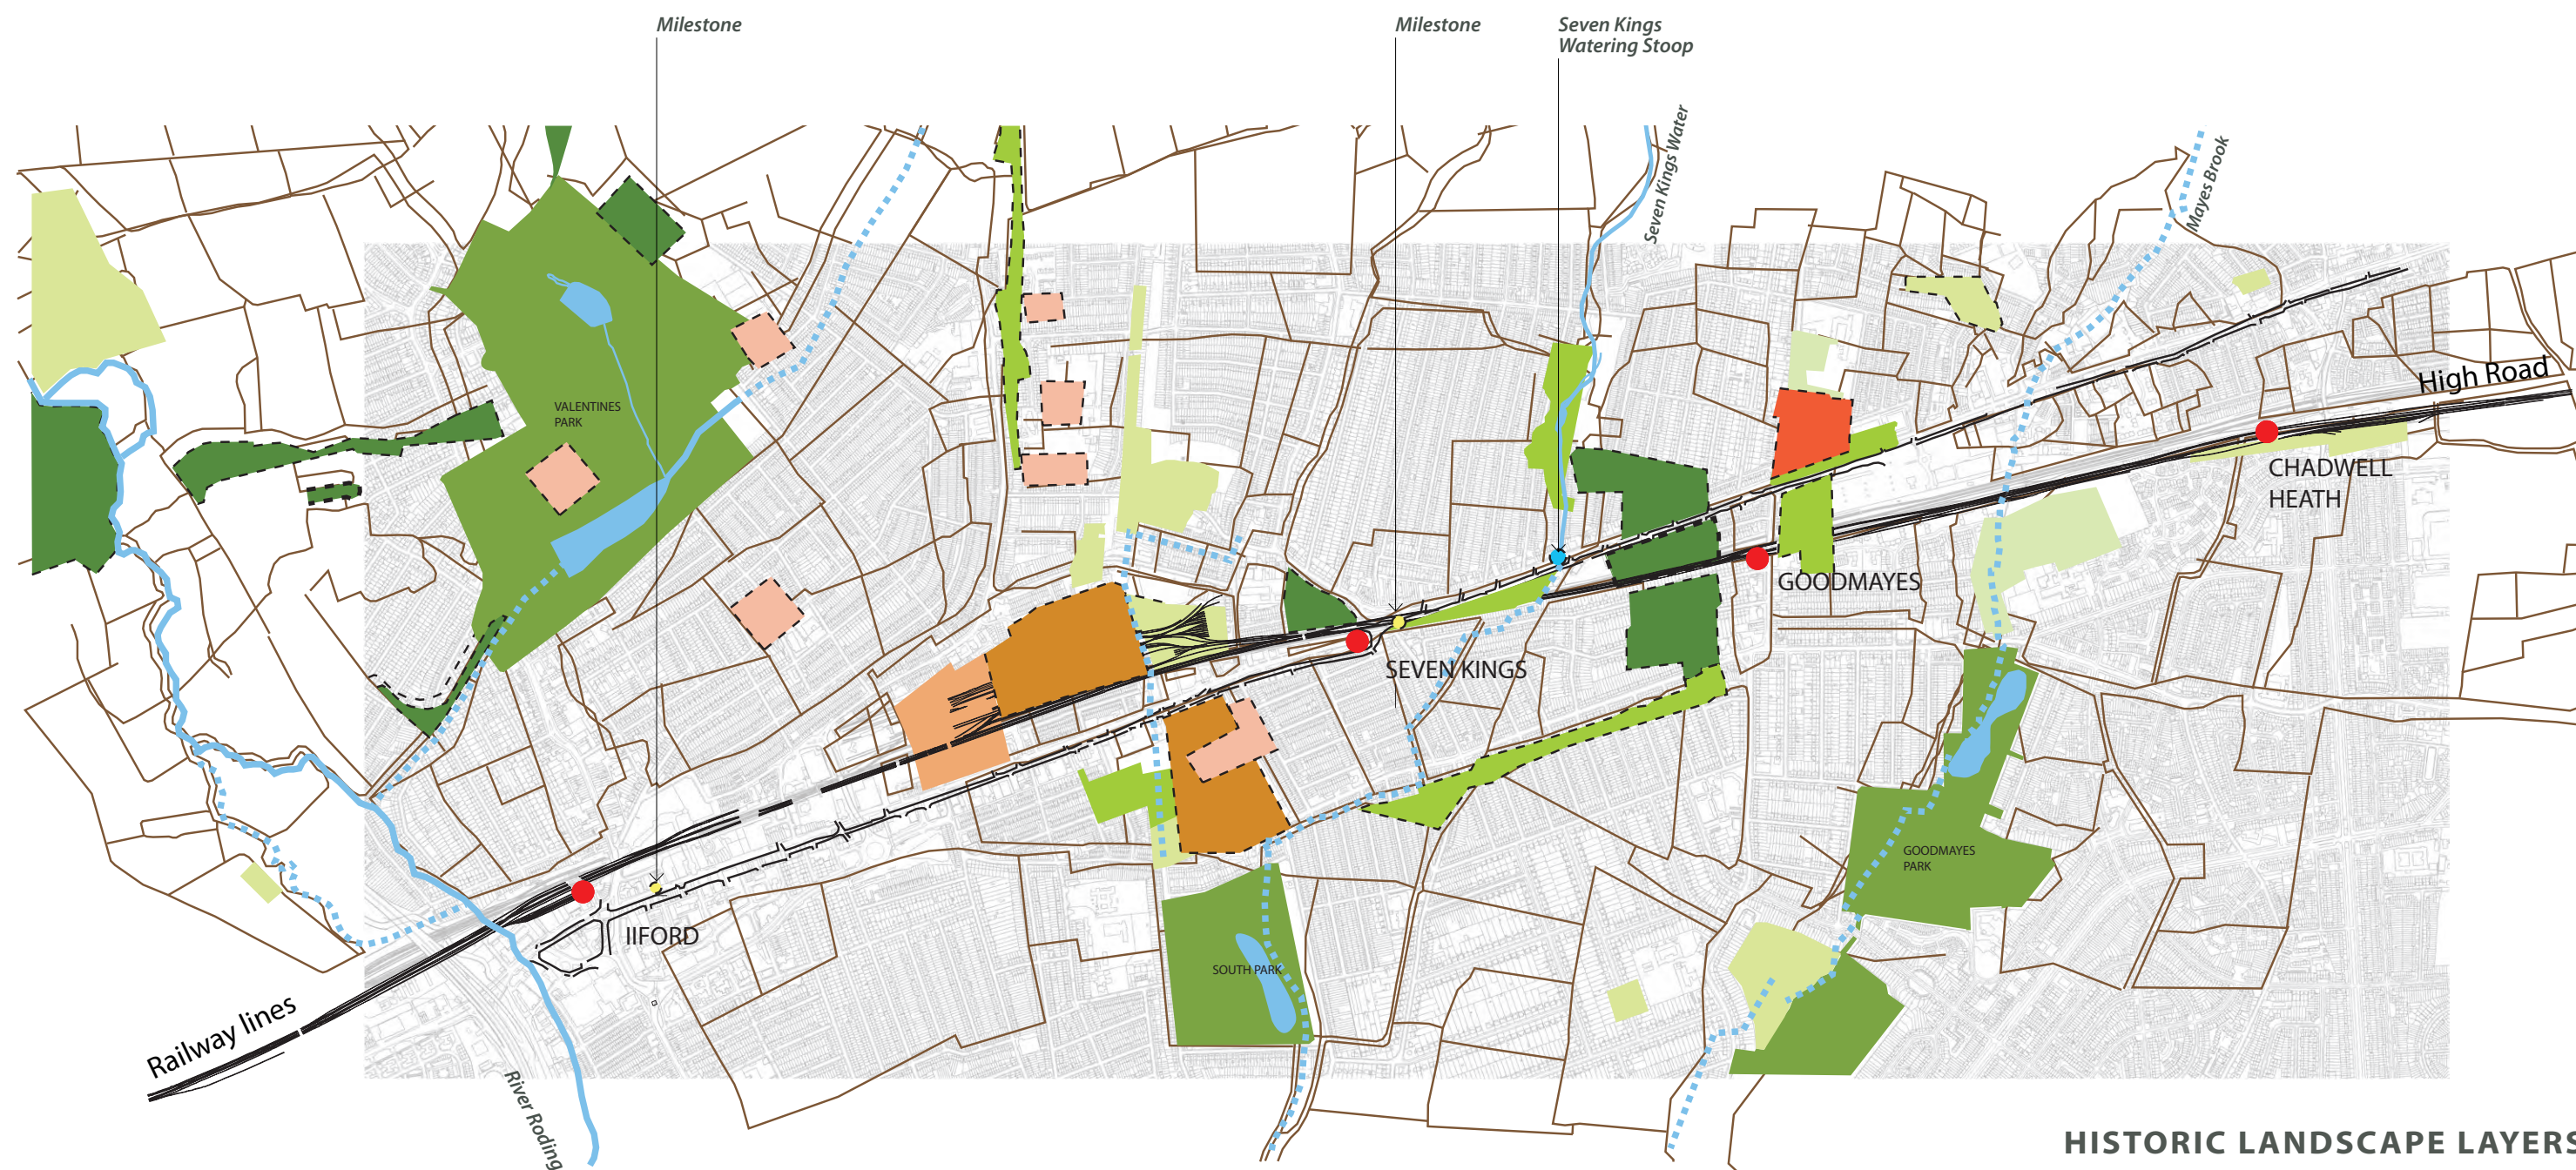 Milestone
Milestone
Seven Kings
Watering Stoop
Seven Kings Water
Mayes Brook
High Road
VALENTINES
PARK
CHADWELL
HEATH
GOODMAYES
SEVEN KINGS
GOODMAYES
PARK
IIFORD
SOUTH PARK
Railway lines
River Roding
HISTORIC LANDSCAPE LAYERS